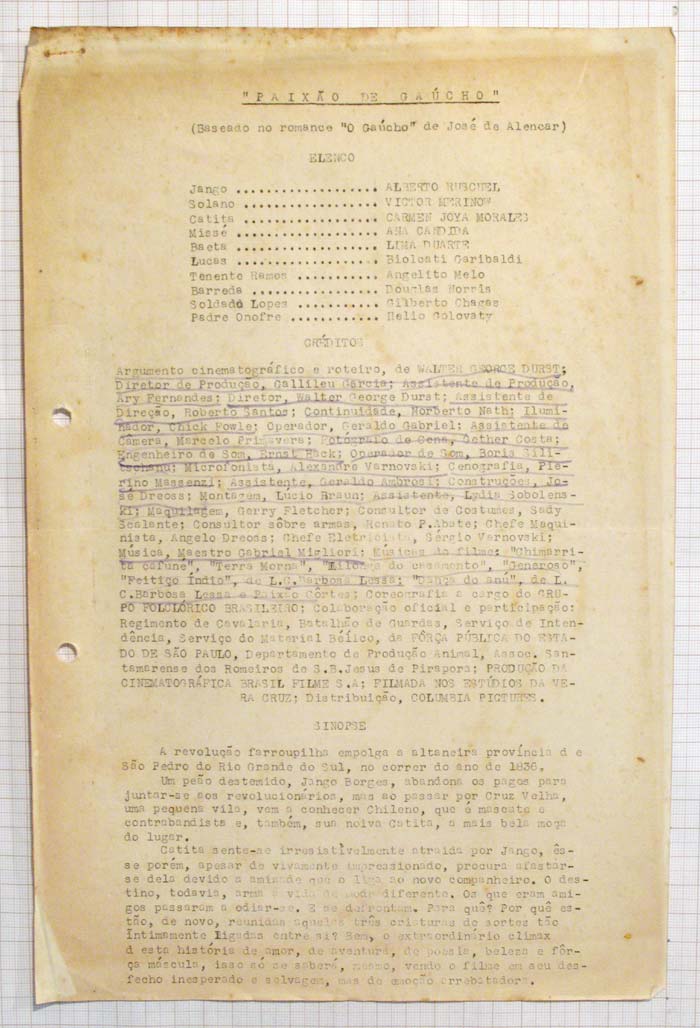 "PAIXÃO DE GAÚCHO"
(Baseado no romance "O Gaúcho" de José de Alencar)
ELENCO
Jango .................. ALBERTO RUSCHEL
Solano ................. VICTOR MERINOW
Catita ................. CARMEN JOYA MORALES
Missé .................. ANA CANDIDA
Baeta .................. LIMA DUARTE
Lucas .................. Biolcati Garibaldi
Tenente Ramos .......... Angelito Melo
Barreda ................ Douglas Norris
Soldado Lopes .......... Gilberto Chagas
Padre Onofre ........... Helio Golovaty
CRÉDITOS
Argumento cinematográfico e roteiro, de WALTER GEORGE DURST;
Diretor de Produção, Gallileu Garcia; Assistente de Produção,
Ary Fernandes; Diretor, Walter George Durst; Assistente de
Direção, Roberto Santos; Continuidade, Norberto Nath; Ilumi-
nador, Chick Fowle; Operador, Geraldo Gabriel; Assistente de
Câmera, Marcelo Primavera; Fotógrafo de Cena, Jether Costa;
Engenheiro de Som, Ernst Hack; Operador de Som, Boris Sili-
tschanu; Microfonista, Alexandre Varnovski; Cenografia, Pie-
rino Massenzi; Assistente, Geraldo Ambrosi; Construções, Jo-
sé Dreoss; Montagem, Lucio Braun; Assistente, Lydia Sobolens-
ki; Maquilagem, Gerry Fletcher; Consultor de Costumes, Sady
Scalante; Consultor sôbre armas, Renato P.Abate; Chefe Maqui-
nista, Angelo Dreoss; Chefe Eletricista, Sérgio Varnovski;
Música, Maestro Gabriel Migliori; Músicas do filme: "Chimarri-
ta cafuné", "Terra Morna", "Milonga do casamento", "Generoso",
"Feitiço Índio", de L.C.Barbosa Lessa; "Dança do anú", de L.
C.Barbosa Lessa e Paixão Côrtes; Coreografia a cargo do GRU-
PO FOLCLÓRICO BRASILEIRO; Colaboração oficial e participação:
Regimento de Cavalaria, Batalhão de Guardas, Serviço de Inten-
dência, Serviço do Material Bélico, da FÔRÇA PÚBLICA DO ESTA-
DO DE SÃO PAULO, Departamento de Produção Animal, Assoc. San-
tamarense dos Romeiros de S.B.Jesus de Pirapora; PRODUÇÃO DA
CINEMATOGRÁFICA BRASIL FILME S.A; FILMADA NOS ESTÚDIOS DA VE-
RA CRUZ; Distribuição, COLUMBIA PICTURES.
SINOPSE
A revolução farroupilha empolga a altaneira província d e
São Pedro do Rio Grande do Sul, no correr do ano de 1836.
Um peão destemido, Jango Borges, abandona os pagos para
juntar-se aos revolucionários, mas ao passar por Cruz Velha,
uma pequena vila, vem a conhecer Chileno, que é mascate e
contrabandista e, também, sua noiva Catita, a mais bela moça
do lugar.
Catita sente-se irresistivelmente atraida por Jango, ês-
se porém, apesar de vivamente impressionado, procura afastar-
se dela devido a amizade que o liga ao novo companheiro. O des-
tino, todavia, arma a vida de modo diferente. Os que eram ami-
gos passaram a odiar-se. E se defrontam. Para quê? Por quê es-
tão, de novo, reunidas aquelas três criaturas de sortes tão
intimamente ligadas entre si? Bem, o extraordinário climax
d esta história de amor, de aventura, de poesia, beleza e fôr-
ça máscula, isso só se saberá, mesmo, vendo o filme em seu des-
fecho inesperado e selvagem, mas de emoção arrebatadora.